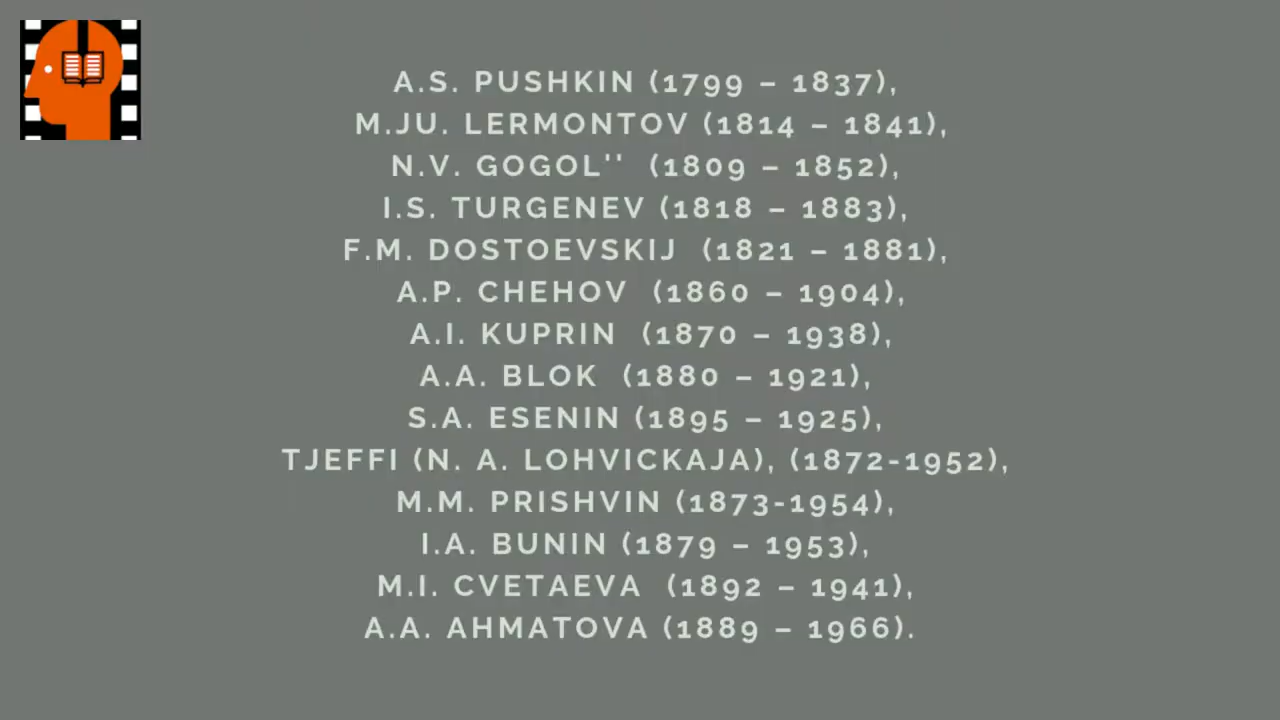 A.S. PUSHKIN (1799 – 1837),
M.JU. LERMONTOV (1814 – 1841),
N.V. GOGOL'' (1809 – 1852),
I.S. TURGENEV (1818 – 1883),
F.M. DOSTOEVSKIJ (1821 – 1881),
A.P. CHEHOV (1860 – 1904),
A.I. KUPRIN (1870 – 1938),
A.A. BLOK (1880 – 1921),
S.A. ESENIN (1895 – 1925),
TJEFFI (N. A. LOHVICKAJA), (1872-1952),
M.M. PRISHVIN (1873-1954),
I.A. BUNIN (1879 – 1953),
M.I. CVETAEVA (1892 – 1941),
A.A. AHMATOVA (1889 – 1966).